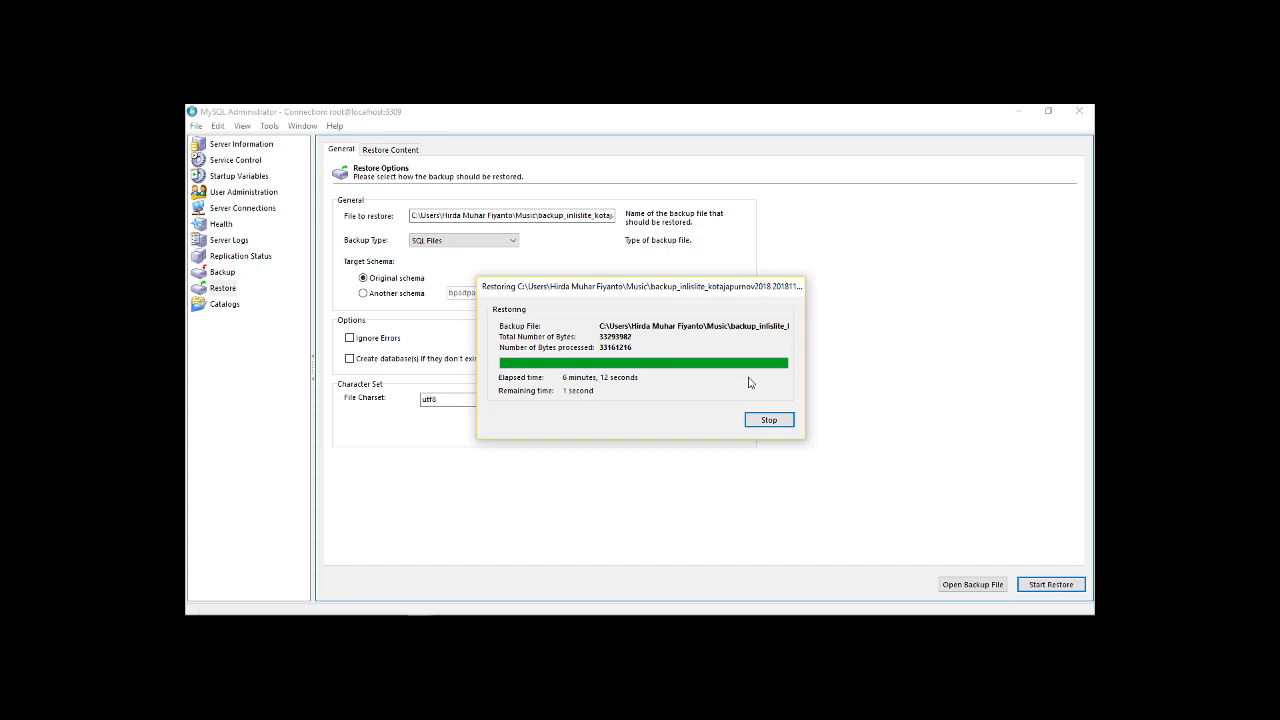 MySQL Administrator - Connection: root@localhost:3309
File Edit View Tools Window Help
Server Information
Service Control
Startup Variables
User Administration
Server Connections
Health
Server Logs
Replication Status
Backup
Restore
Catalogs
General Restore Content
Restore Options
Please select how the backup should be restored.
General
File to restore: C:\Users\Hirda Muhar Fiyanto\Music\backup_inlislite_kotaja
Name of the backup file that
should be restored.
Backup Type: SQL Files Type of backup file.
Target Schema:
Original schema
Another schema bpadpa
Options
Ignore Errors
Create database(s) if they don't exi
Character Set
File Charset: utf8
Restoring C:\Users\Hirda Muhar Fiyanto\Music\backup_inlislite_kotajapurnov2018 201811...
Restoring
Backup File: C:\Users\Hirda Muhar Fiyanto\Music\backup_inlislite_
Total Number of Bytes: 33293982
Number of Bytes processed: 33161216
Elapsed time: 6 minutes, 12 seconds
Remaining time: 1 second
Stop
Open Backup File Start Restore